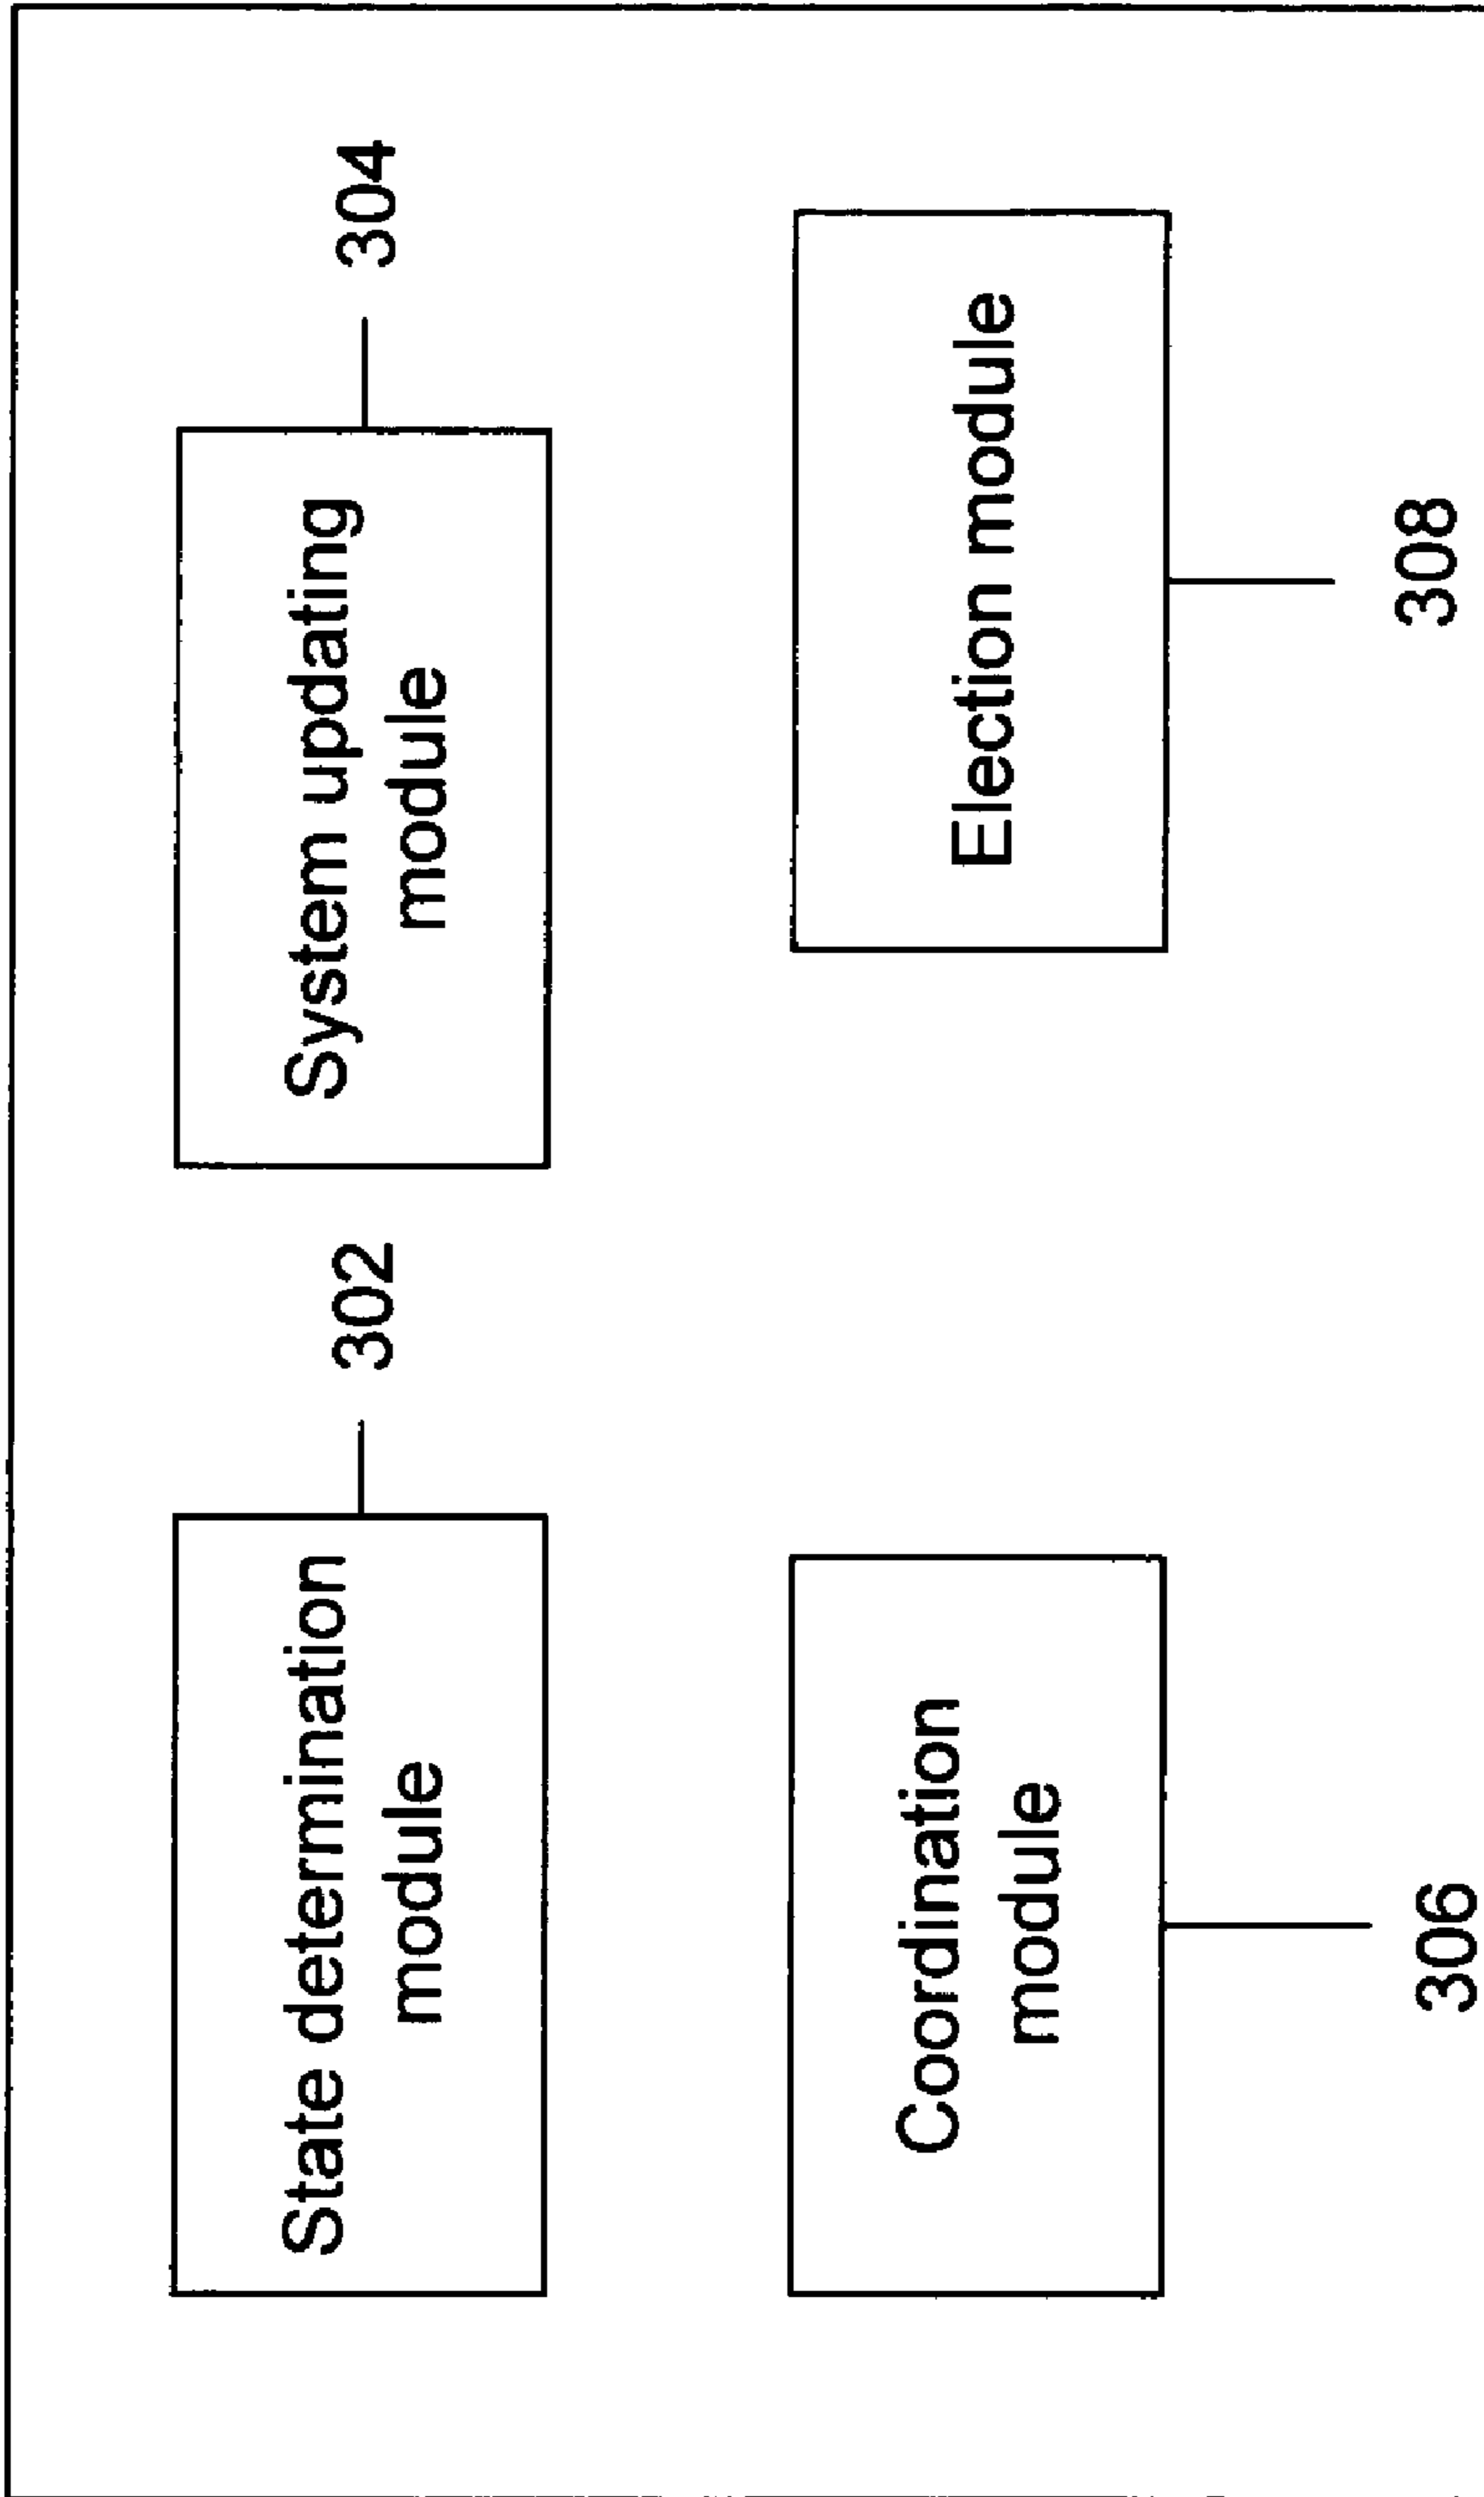 State determination
module
302
System updating
module
304
Coordination
module
306
Election module
308